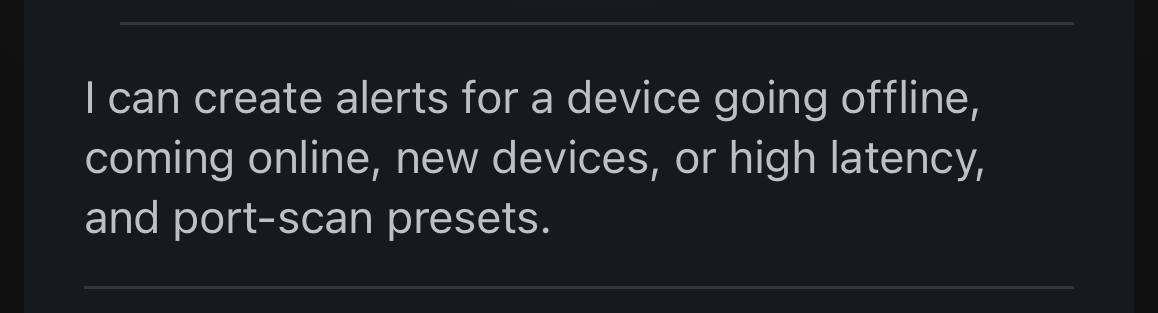 I can create alerts for a device going offline,
coming online, new devices, or high latency,
and port-scan presets.